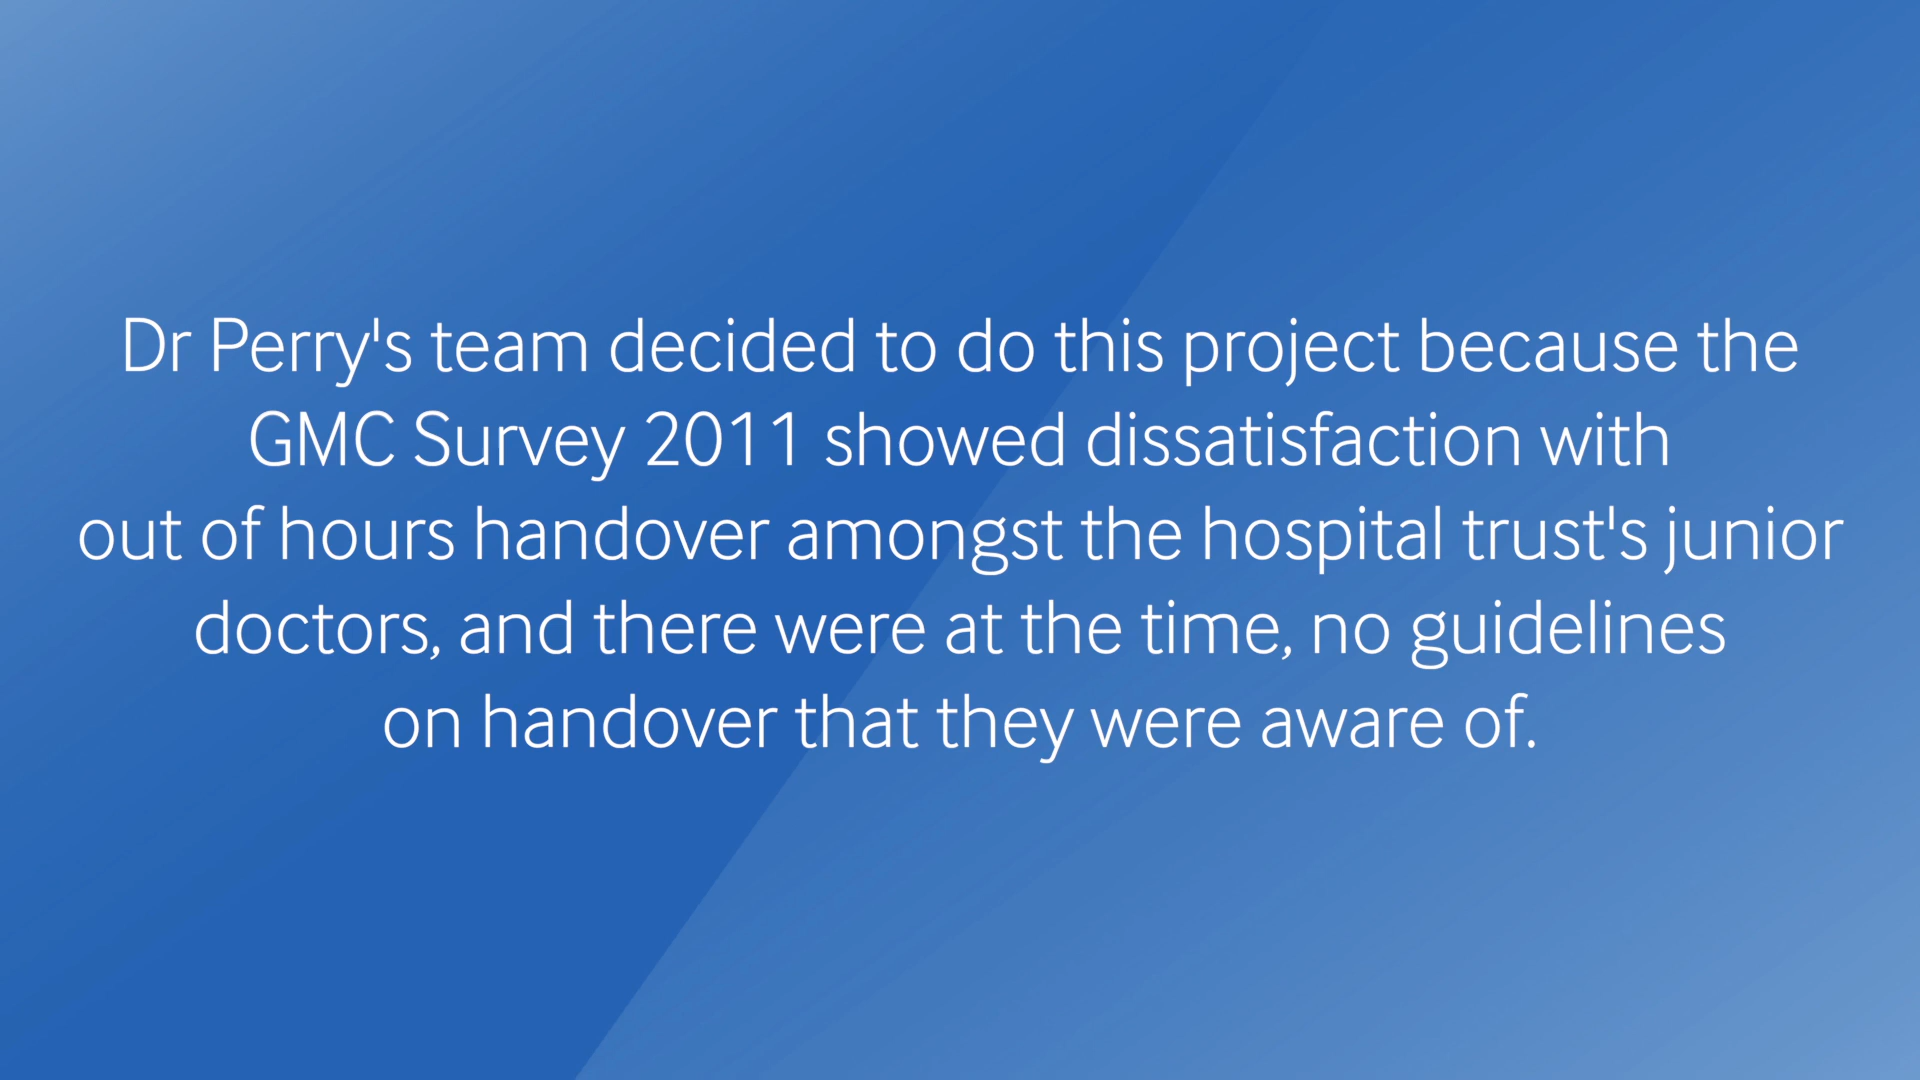 Dr Perry's team decided to do this project because the
GMC Survey 2011 showed dissatisfaction with
out of hours handover amongst the hospital trust's junior
doctors, and there were at the time, no guidelines
on handover that they were aware of.